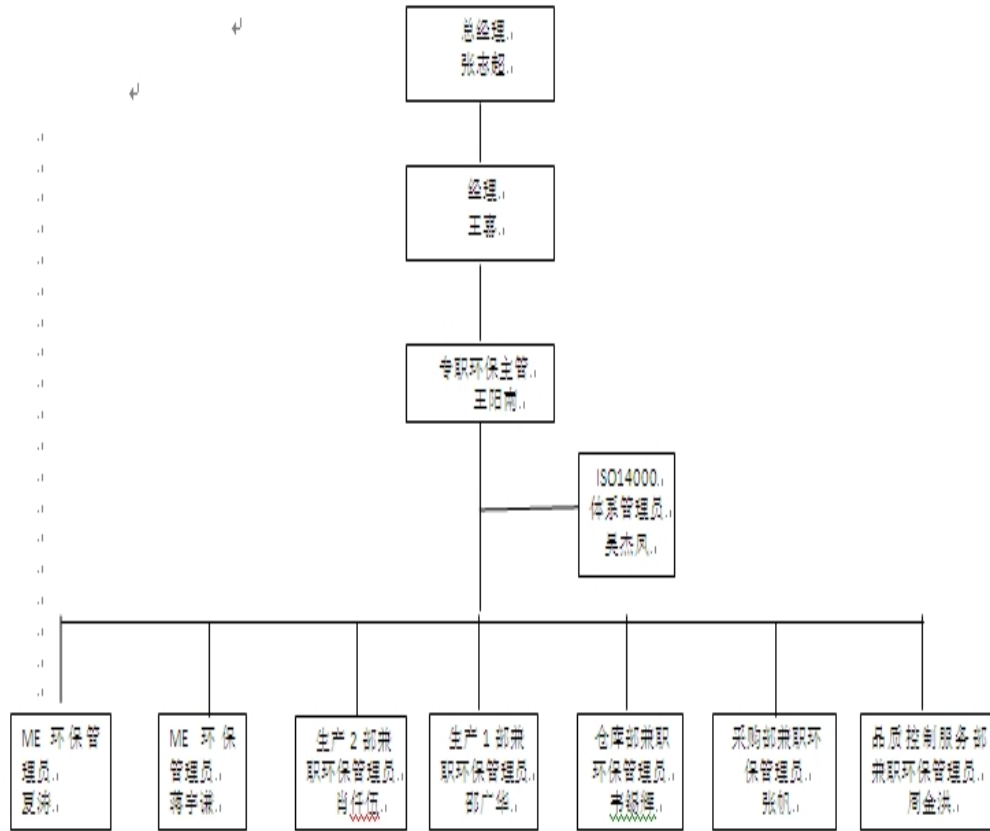 总经理
张志超
经理
王嘉
专职环保主管
王阳南
ISO14000
体系管理员
吴杰凤
ME 环保管
理员
夏涛
ME 环保
管理员
蒋宇谦
生产 2 部兼
职环保管理员
肖仟伍
生产 1 部兼
职环保管理员
邵广华
仓库部兼职
环保管理员
采购部兼职环
保管理员
张帆
品质控制服务部
兼职环保管理员
周金洪